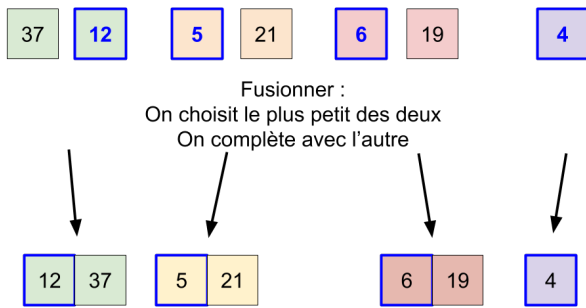 37 12 5 21 6 19 4
Fusionner :
On choisit le plus petit des deux
On complète avec l'autre
12 37 5 21 6 19 4